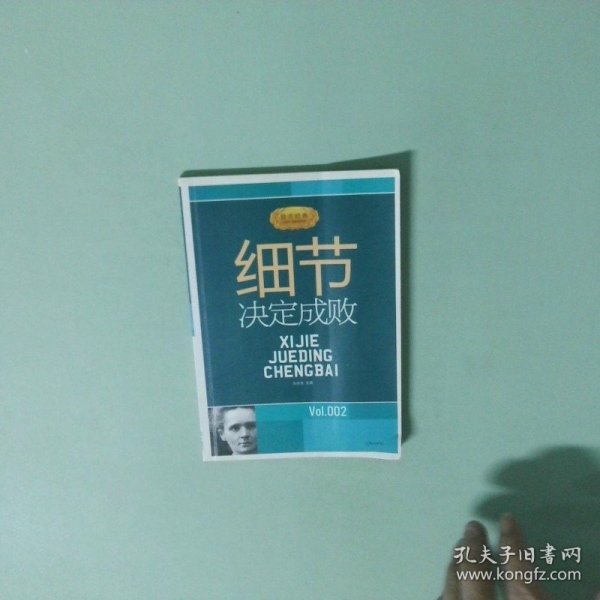 细节
决定成败
XIJIE
JUEDING
CHENGBAI
Vol.002
孔夫子旧书网
www.kongfz.com